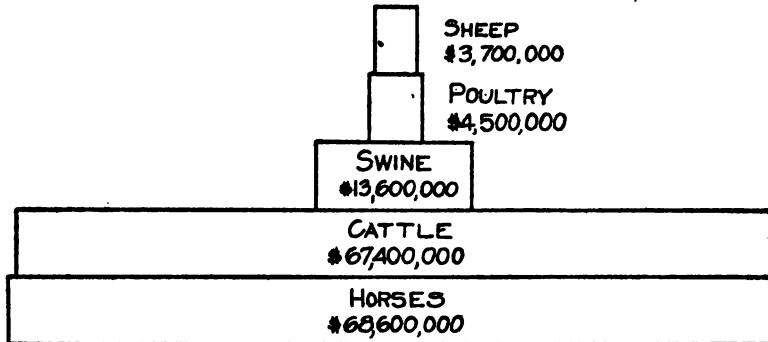 SHEEP
$3,700,000
POULTRY
$4,500,000
SWINE
$13,600,000
CATTLE
$67,400,000
HORSES
$68,600,000